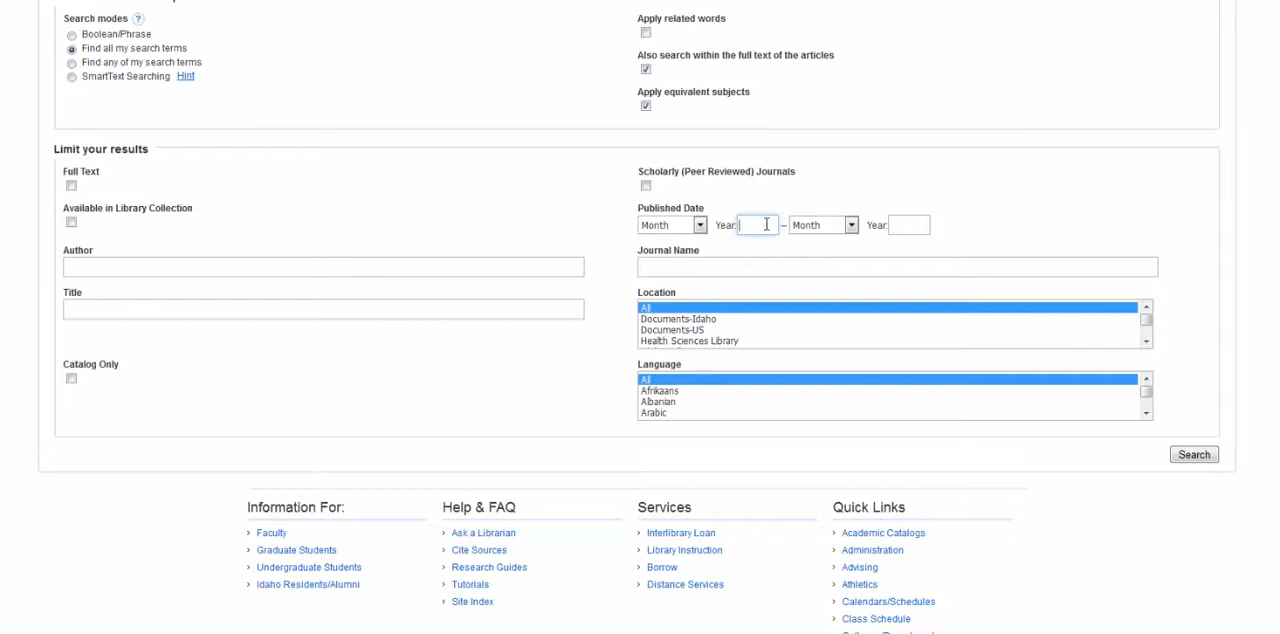 Search modes ?
Boolean/Phrase
Find all my search terms
Find any of my search terms
SmartText Searching Hint
Apply related words
Also search within the full text of the articles
Apply equivalent subjects
Limit your results
Full Text
Available in Library Collection
Author
Title
Catalog Only
Scholarly (Peer Reviewed) Journals
Published Date
Month Year: – Month Year:
Journal Name
Location
All
Documents-Idaho
Documents-US
Health Sciences Library
Language
All
Afrikaans
Albanian
Arabic
Search
Information For:
Faculty
Graduate Students
Undergraduate Students
Idaho Residents/Alumni
Help & FAQ
Ask a Librarian
Cite Sources
Research Guides
Tutorials
Site Index
Services
Interlibrary Loan
Library Instruction
Borrow
Distance Services
Quick Links
Academic Catalogs
Administration
Advising
Athletics
Calendars/Schedules
Class Schedule